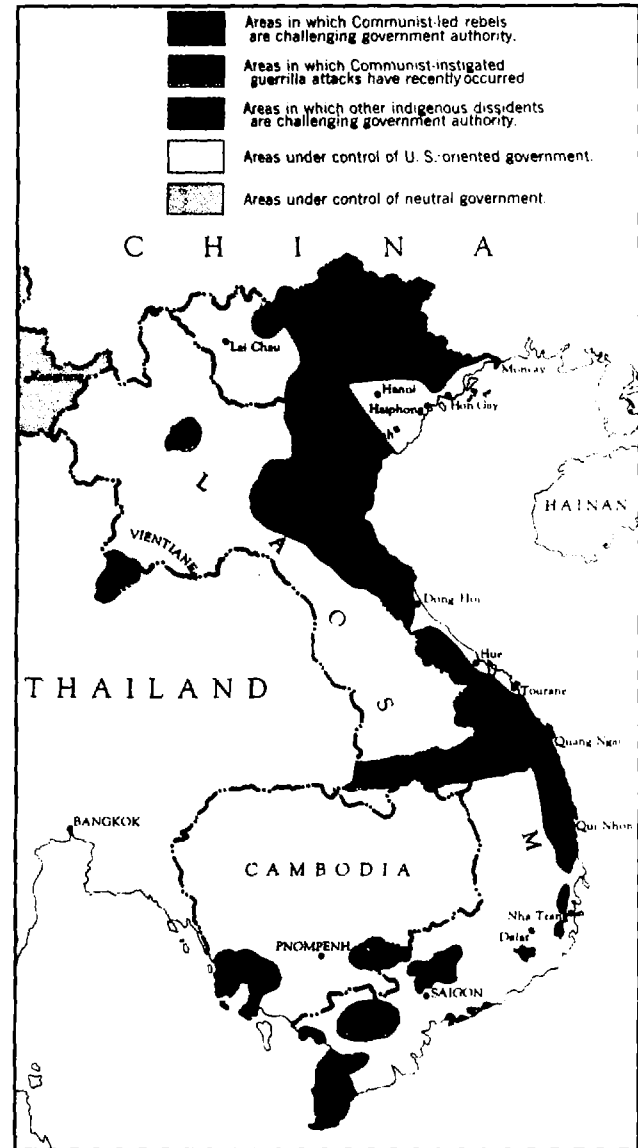 Areas in which Communist-led rebels
are challenging government authority.
Areas in which Communist-instigated
guerrilla attacks have recently occurred
Areas in which other indigenous dissidents
are challenging government authority.
Areas under control of U. S.-oriented government.
Areas under control of neutral government.
C H I N A
Lai Chau
Moncay
Hanoi
Haiphong
Hon Gay
h
L A O S
HAINAN
VIENTIANE
Dong Hoi
THAILAND
Hue
Tourane
Quang Ngai
BANGKOK
Qui Nhon
M
CAMBODIA
Nha Trang
Dalat
PNOMPENH
SAIGON